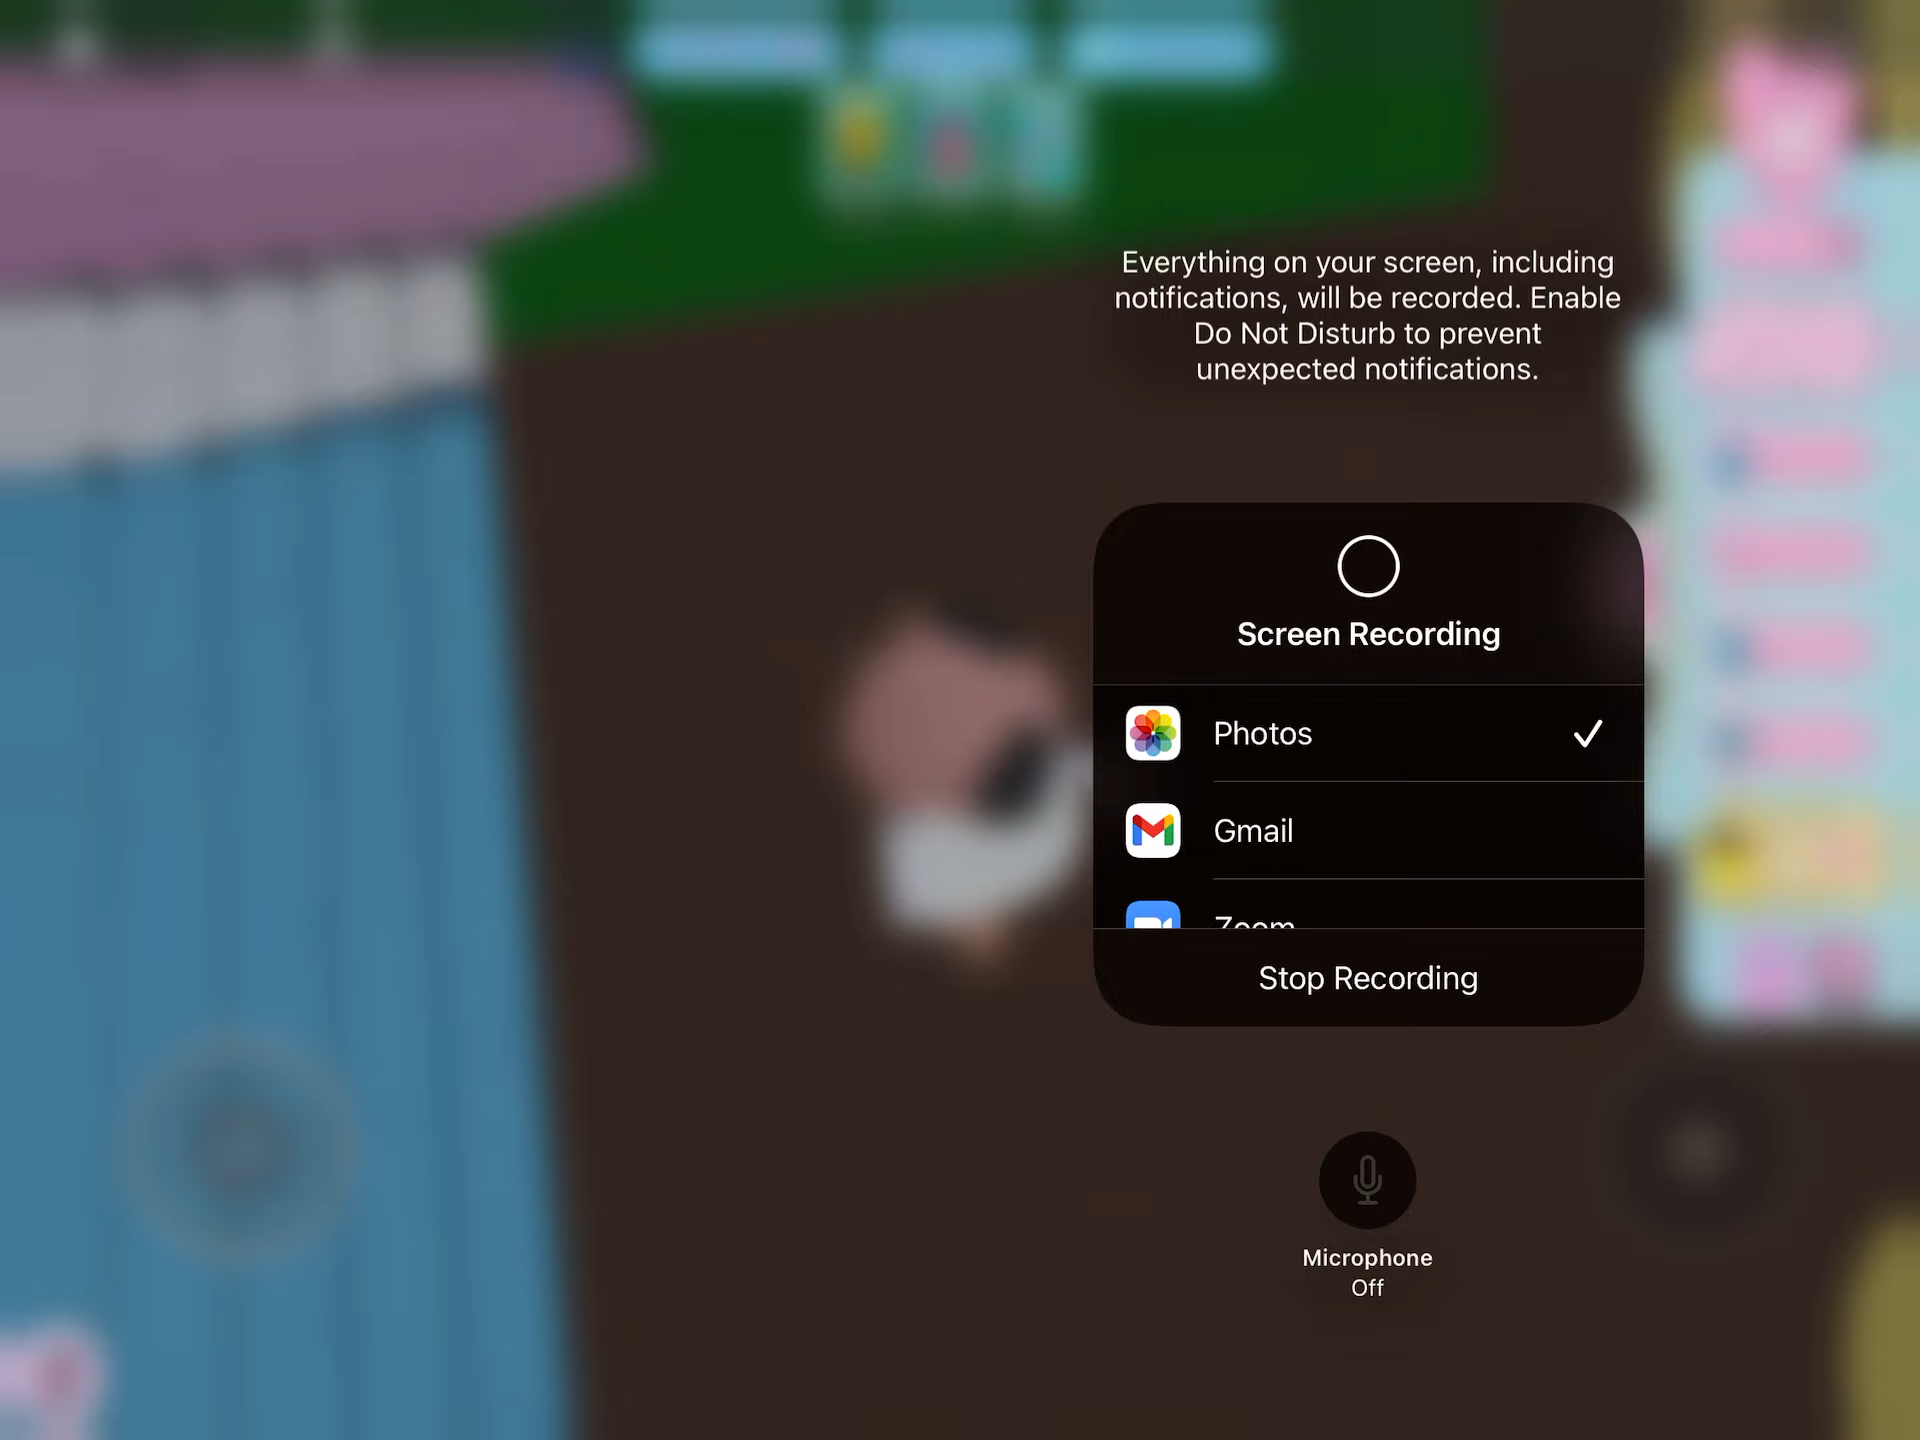 Everything on your screen, including
notifications, will be recorded. Enable
Do Not Disturb to prevent
unexpected notifications.
Screen Recording
Photos
Gmail
Zoom
Stop Recording
Microphone
Off